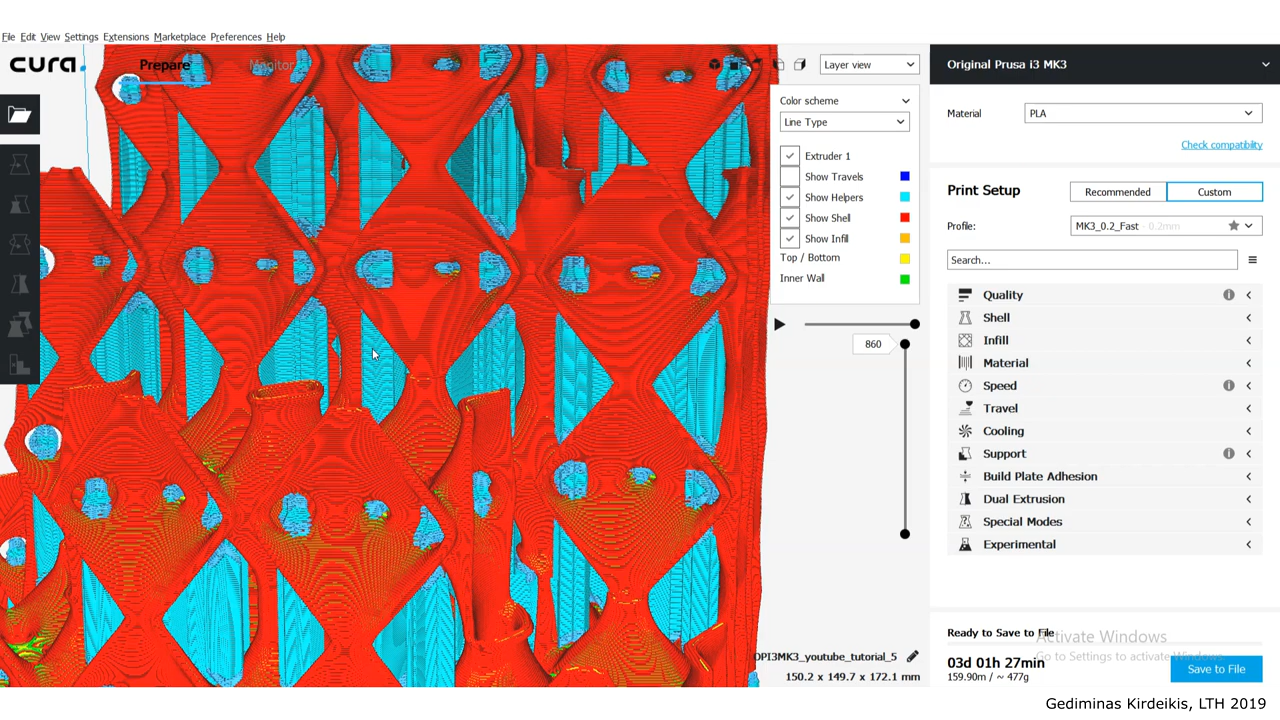 File Edit View Settings Extensions Marketplace Preferences Help
cura.
Prepare
Monitor
Layer view
Original Prusa i3 MK3
Color scheme
Line Type
Extruder 1
Show Travels
Show Helpers
Show Shell
Show Infill
Top / Bottom
Inner Wall
860
Material
PLA
Check compatibility
Print Setup
Recommended
Custom
Profile:
MK3_0.2_Fast - 0.2mm
Search...
Quality
Shell
Infill
Material
Speed
Travel
Cooling
Support
Build Plate Adhesion
Dual Extrusion
Special Modes
Experimental
Ready to Save to File
Activate Windows
Go to Settings to activate Windows.
03d 01h 27min
159.90m / ~ 477g
Save to File
OPI3MK3_youtube_tutorial_5
150.2 x 149.7 x 172.1 mm
Gediminas Kirdeikis, LTH 2019